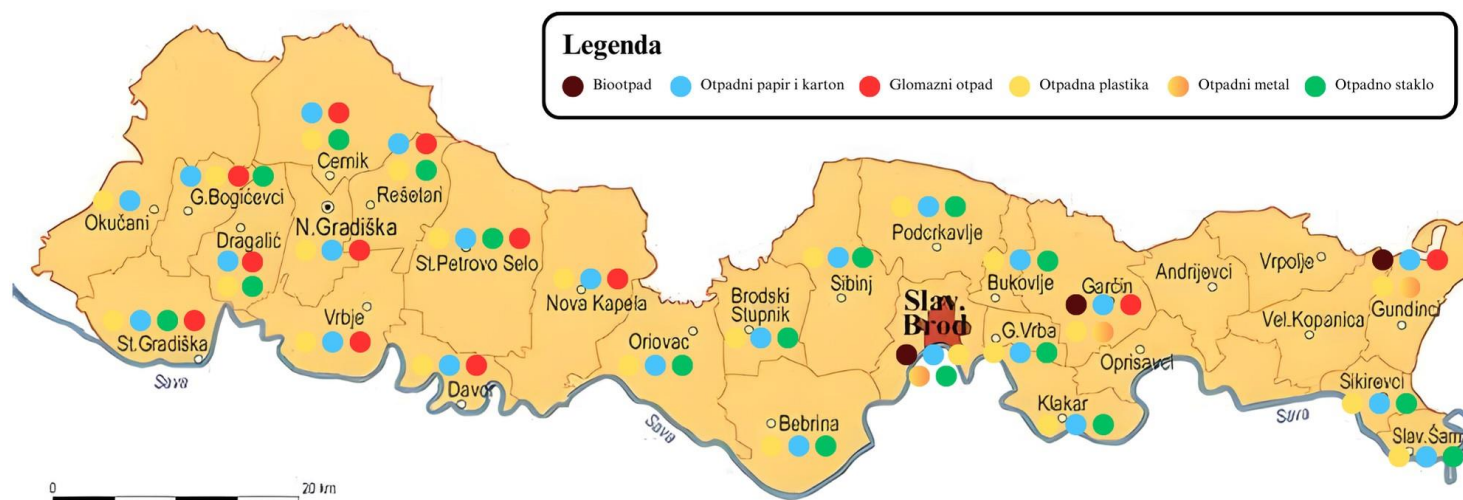 Legenda
Biootpad
Otpadni papir i karton
Glomazni otpad
Otpadna plastika
Otpadni metal
Otpadno staklo
Cernik
Rešetari
G.Bogićevci
Okučani
N.Gradiška
Dragalić
St.Petrovo Selo
Podcrkavlje
Sibinj
Bukovlje
Garčin
Andrijevci
Vrpolje
Gundinci
Nova Kapela
Brodski
Stupnik
Slav.
Brod
Vel.Kopanica
Vrbje
St.Gradiška
Oriovac
G.Vrba
Oprisavci
Davor
Sikirevci
Klakar
Bebrina
Slav.Šam
Sava
Sava
Sava
0
20 km